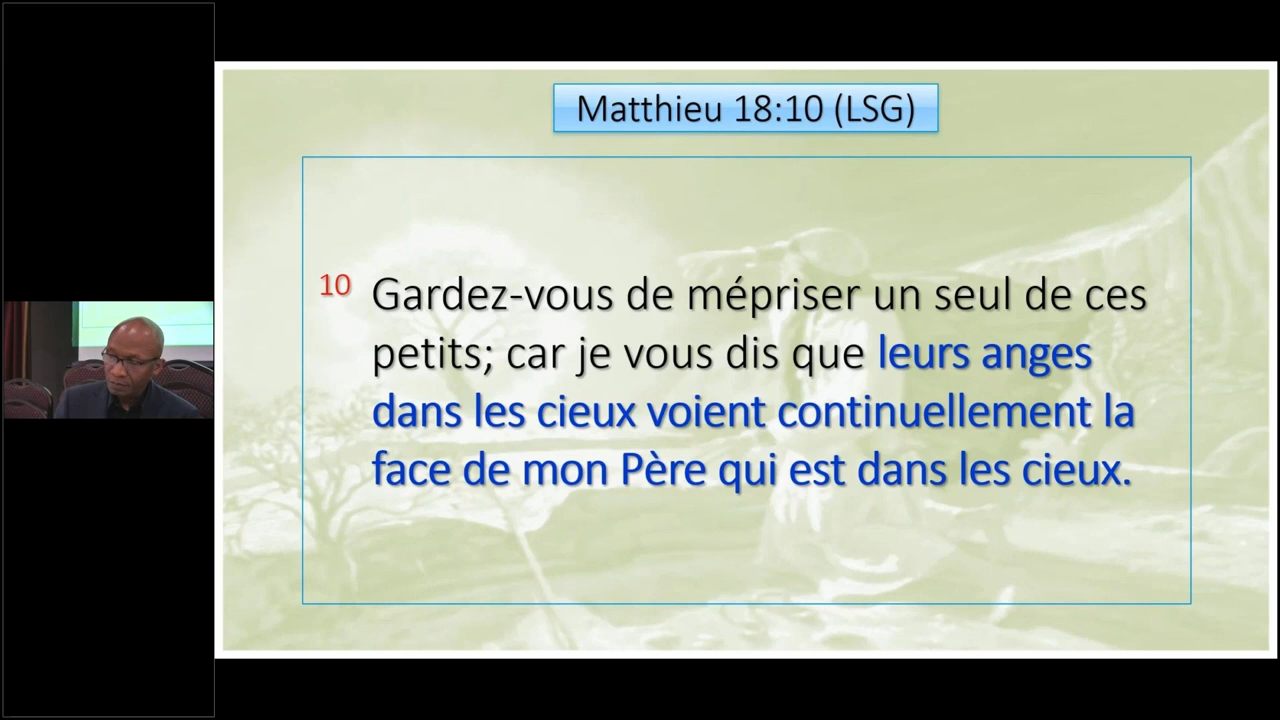 Matthieu 18:10 (LSG)
10 Gardez-vous de mépriser un seul de ces
petits; car je vous dis que leurs anges
dans les cieux voient continuellement la
face de mon Père qui est dans les cieux.